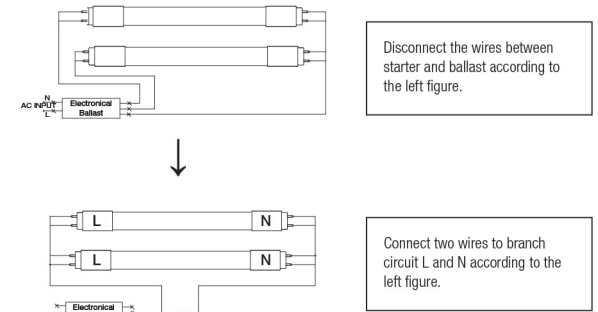 Disconnect the wires between
starter and ballast according to
the left figure.
N
AC INPUT
L
Electronical
Ballast
L
N
L
N
Connect two wires to branch
circuit L and N according to the
left figure.
Electronical